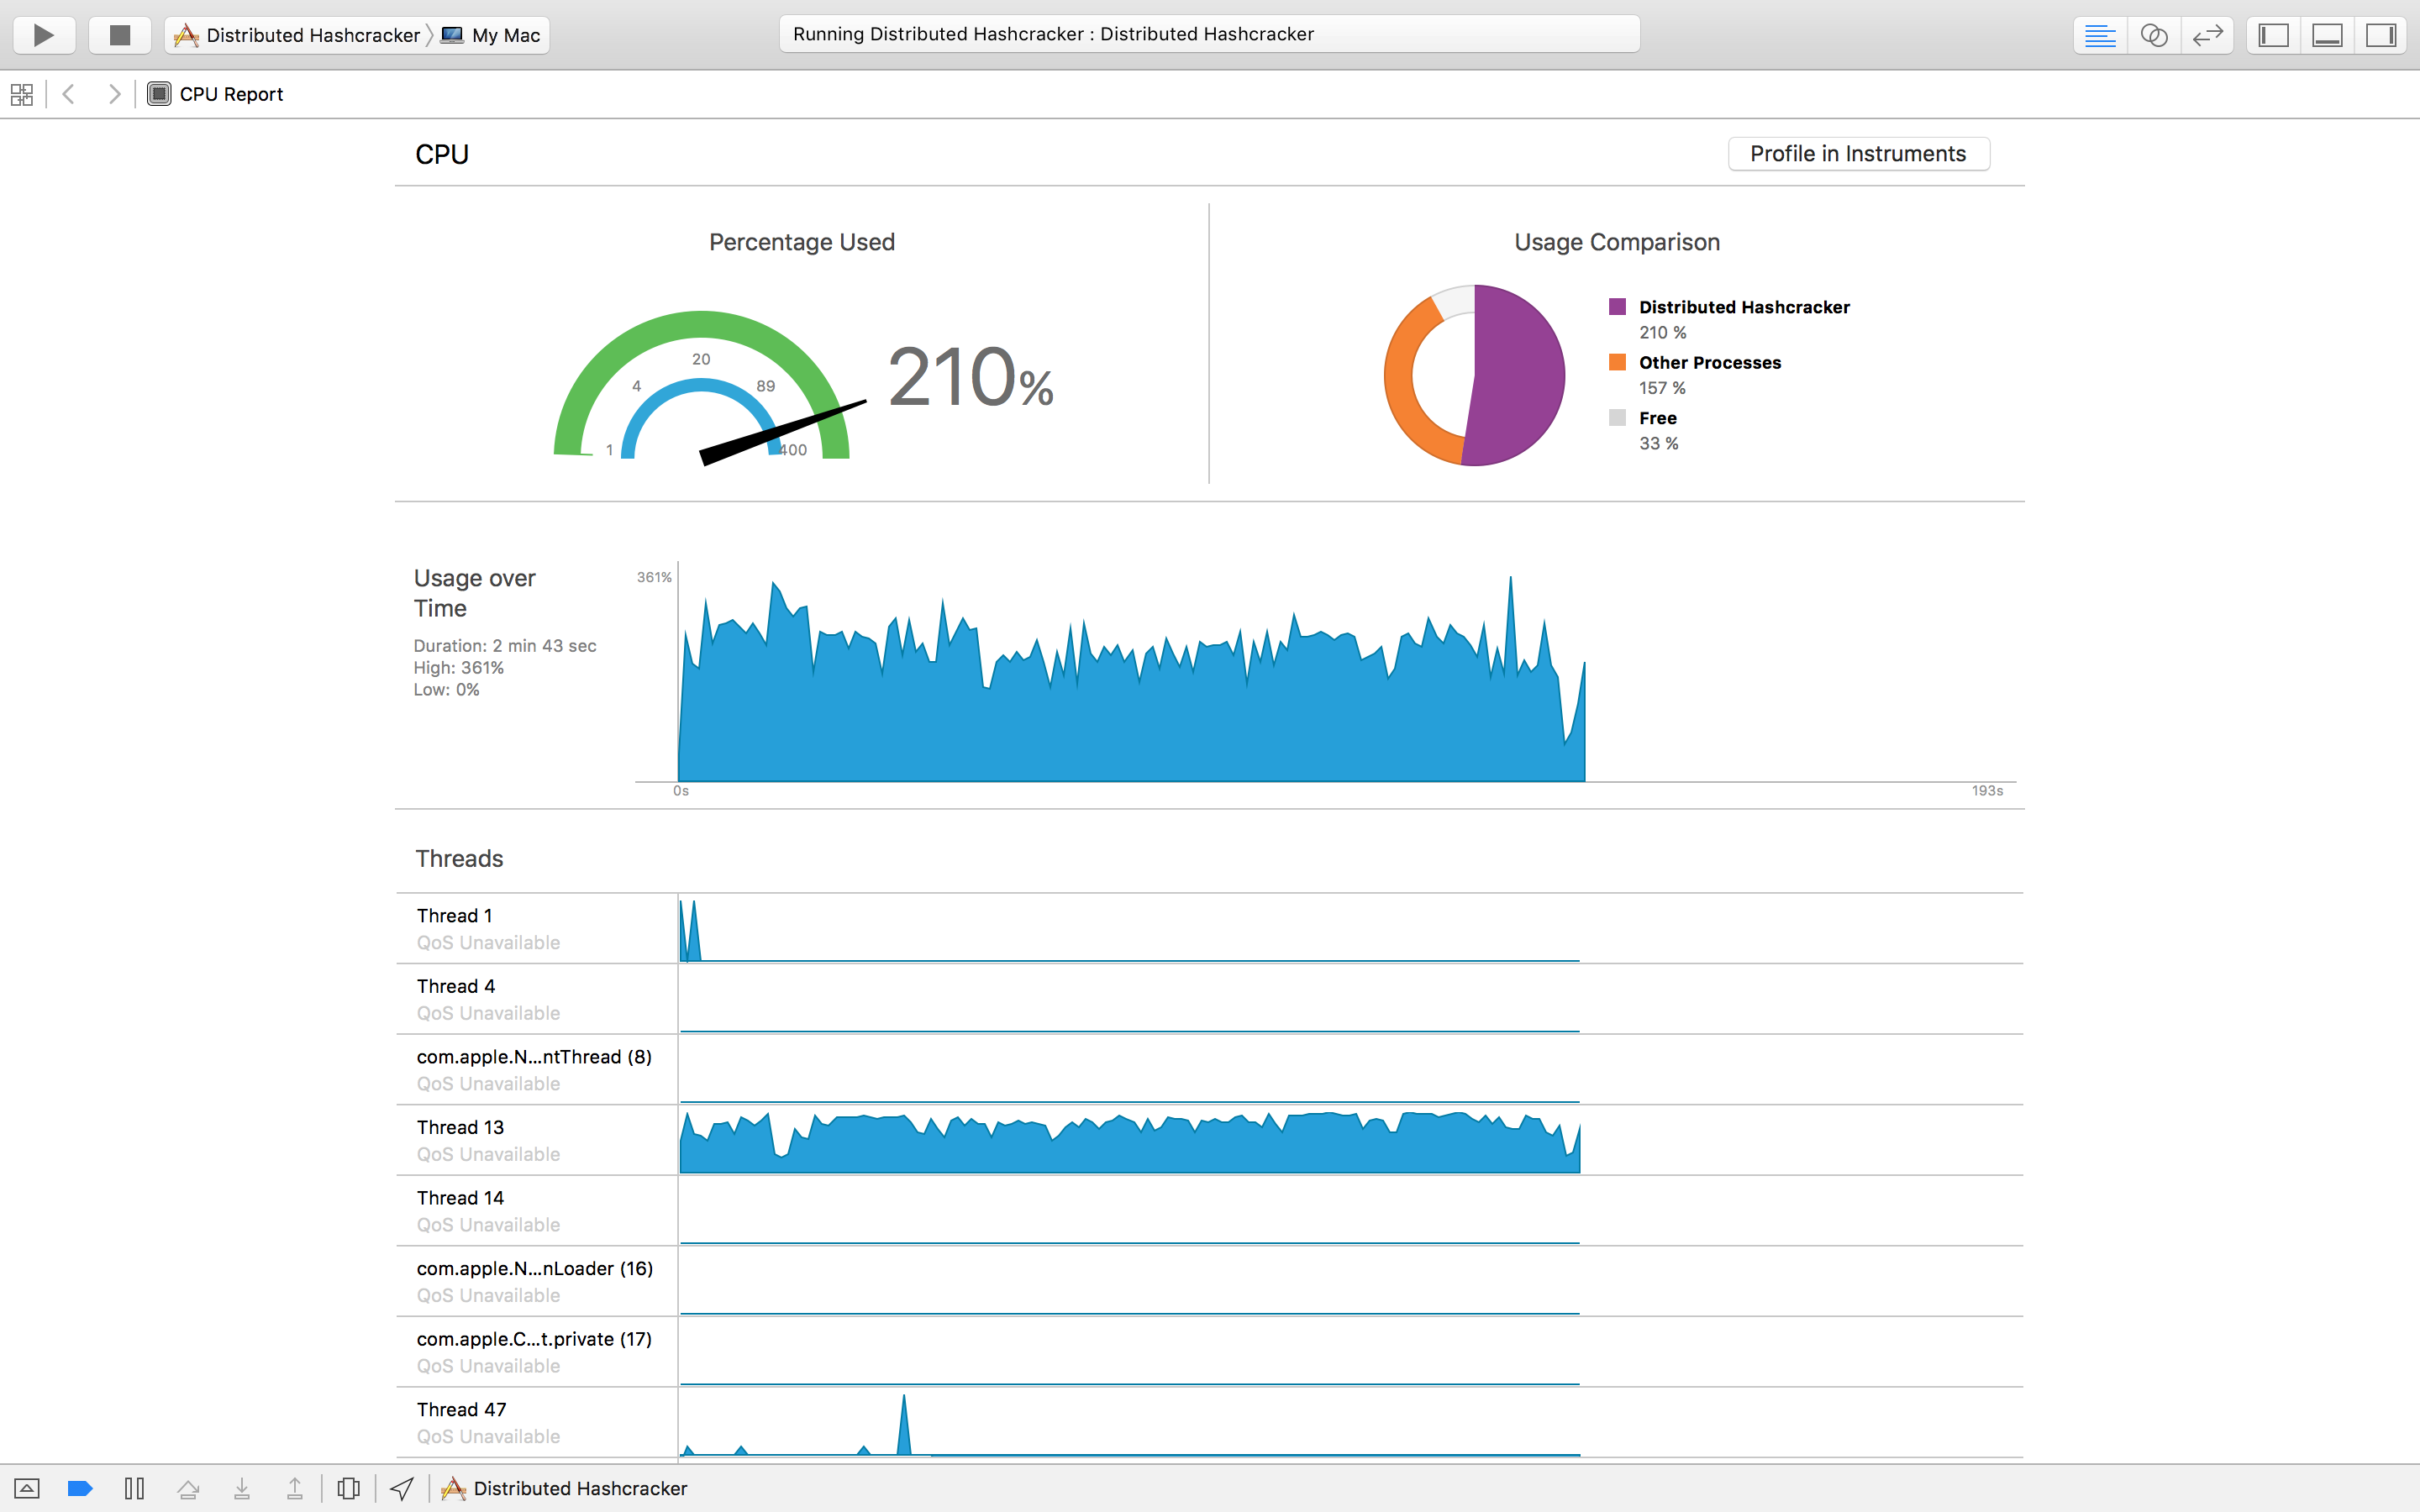 Distributed Hashcracker My Mac
Running Distributed Hashcracker : Distributed Hashcracker
CPU Report
CPU
Profile in Instruments
Percentage Used
1
4
20
89
400
210%
Usage Comparison
Distributed Hashcracker
210 %
Other Processes
157 %
Free
33 %
Usage over
Time
Duration: 2 min 43 sec
High: 361%
Low: 0%
361%
0s
193s
Threads
Thread 1
QoS Unavailable
Thread 4
QoS Unavailable
com.apple.N...ntThread (8)
QoS Unavailable
Thread 13
QoS Unavailable
Thread 14
QoS Unavailable
com.apple.N...nLoader (16)
QoS Unavailable
com.apple.C...t.private (17)
QoS Unavailable
Thread 47
QoS Unavailable
Distributed Hashcracker